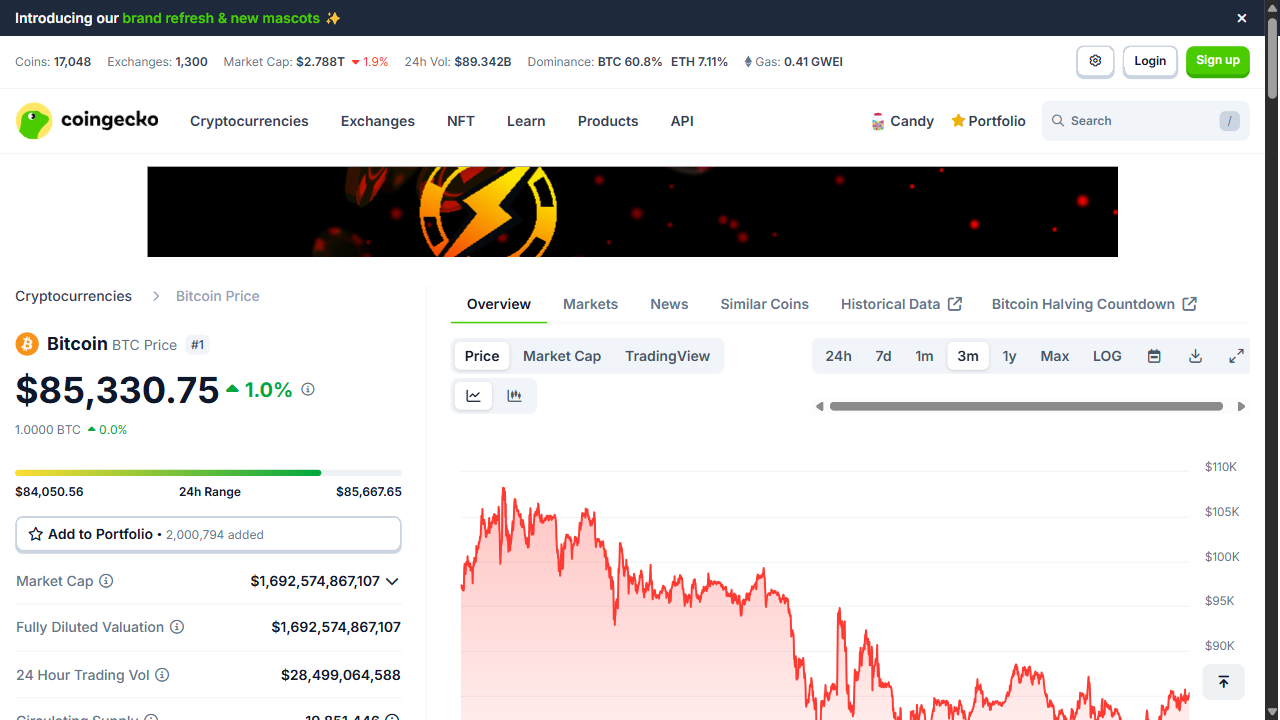 Introducing our brand refresh & new mascots ✨
Coins: 17,048 Exchanges: 1,300 Market Cap: $2.788T 1.9% 24h Vol: $89.342B Dominance: BTC 60.8% ETH 7.11% Gas: 0.41 GWEI
Login
Sign up
coingecko
Cryptocurrencies Exchanges NFT Learn Products API
Candy Portfolio
Search /
Cryptocurrencies > Bitcoin Price
Bitcoin BTC Price #1
$85,330.75 1.0%
1.0000 BTC 0.0%
$84,050.56 24h Range $85,667.65
Add to Portfolio • 2,000,794 added
Market Cap $1,692,574,867,107
Fully Diluted Valuation $1,692,574,867,107
24 Hour Trading Vol $28,499,064,588
Circulating Supply 19,851,446
Overview Markets News Similar Coins Historical Data Bitcoin Halving Countdown
Price Market Cap TradingView
24h 7d 1m 3m 1y Max LOG
$110K
$105K
$100K
$95K
$90K